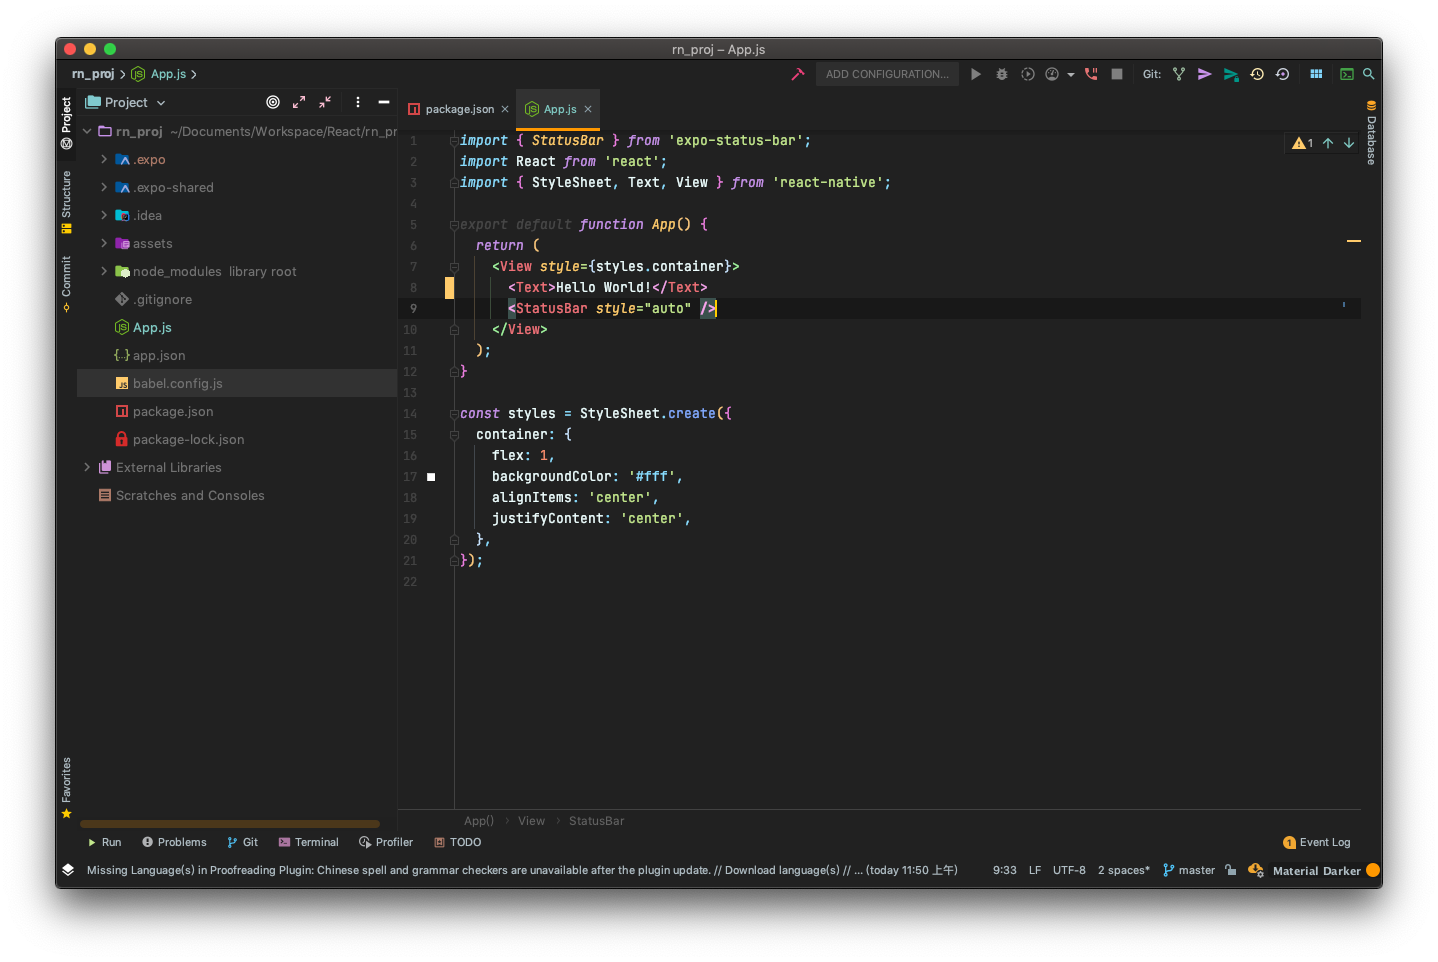 rn_proj – App.js
rn_proj App.js
ADD CONFIGURATION... Git:
Project
Project
Structure
Commit
Favorites
rn_proj ~/Documents/Workspace/React/rn_pr
.expo
.expo-shared
.idea
assets
node_modules library root
.gitignore
App.js
app.json
babel.config.js
package.json
package-lock.json
External Libraries
Scratches and Consoles
package.json App.js
1 import { StatusBar } from 'expo-status-bar';
2 import React from 'react';
3 import { StyleSheet, Text, View } from 'react-native';
4
5 export default function App() {
6 return (
7 <View style={styles.container}>
8 <Text>Hello World!</Text>
9 <StatusBar style="auto" />
10 </View>
11 );
12 }
13
14 const styles = StyleSheet.create({
15 container: {
16 flex: 1,
17 backgroundColor: '#fff',
18 alignItems: 'center',
19 justifyContent: 'center',
20 },
21 });
22
1
Database
App() View StatusBar
Run Problems Git Terminal Profiler TODO 1 Event Log
Missing Language(s) in Proofreading Plugin: Chinese spell and grammar checkers are unavailable after the plugin update. // Download language(s) // ... (today 11:50 上午) 9:33 LF UTF-8 2 spaces* master Material Darker